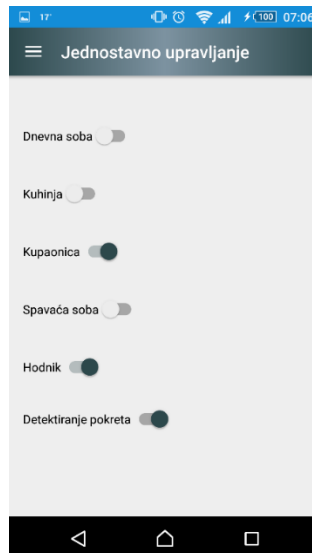 17° 100 07:06
Jednostavno upravljanje
Dnevna soba
Kuhinja
Kupaonica
Spavaća soba
Hodnik
Detektiranje pokreta